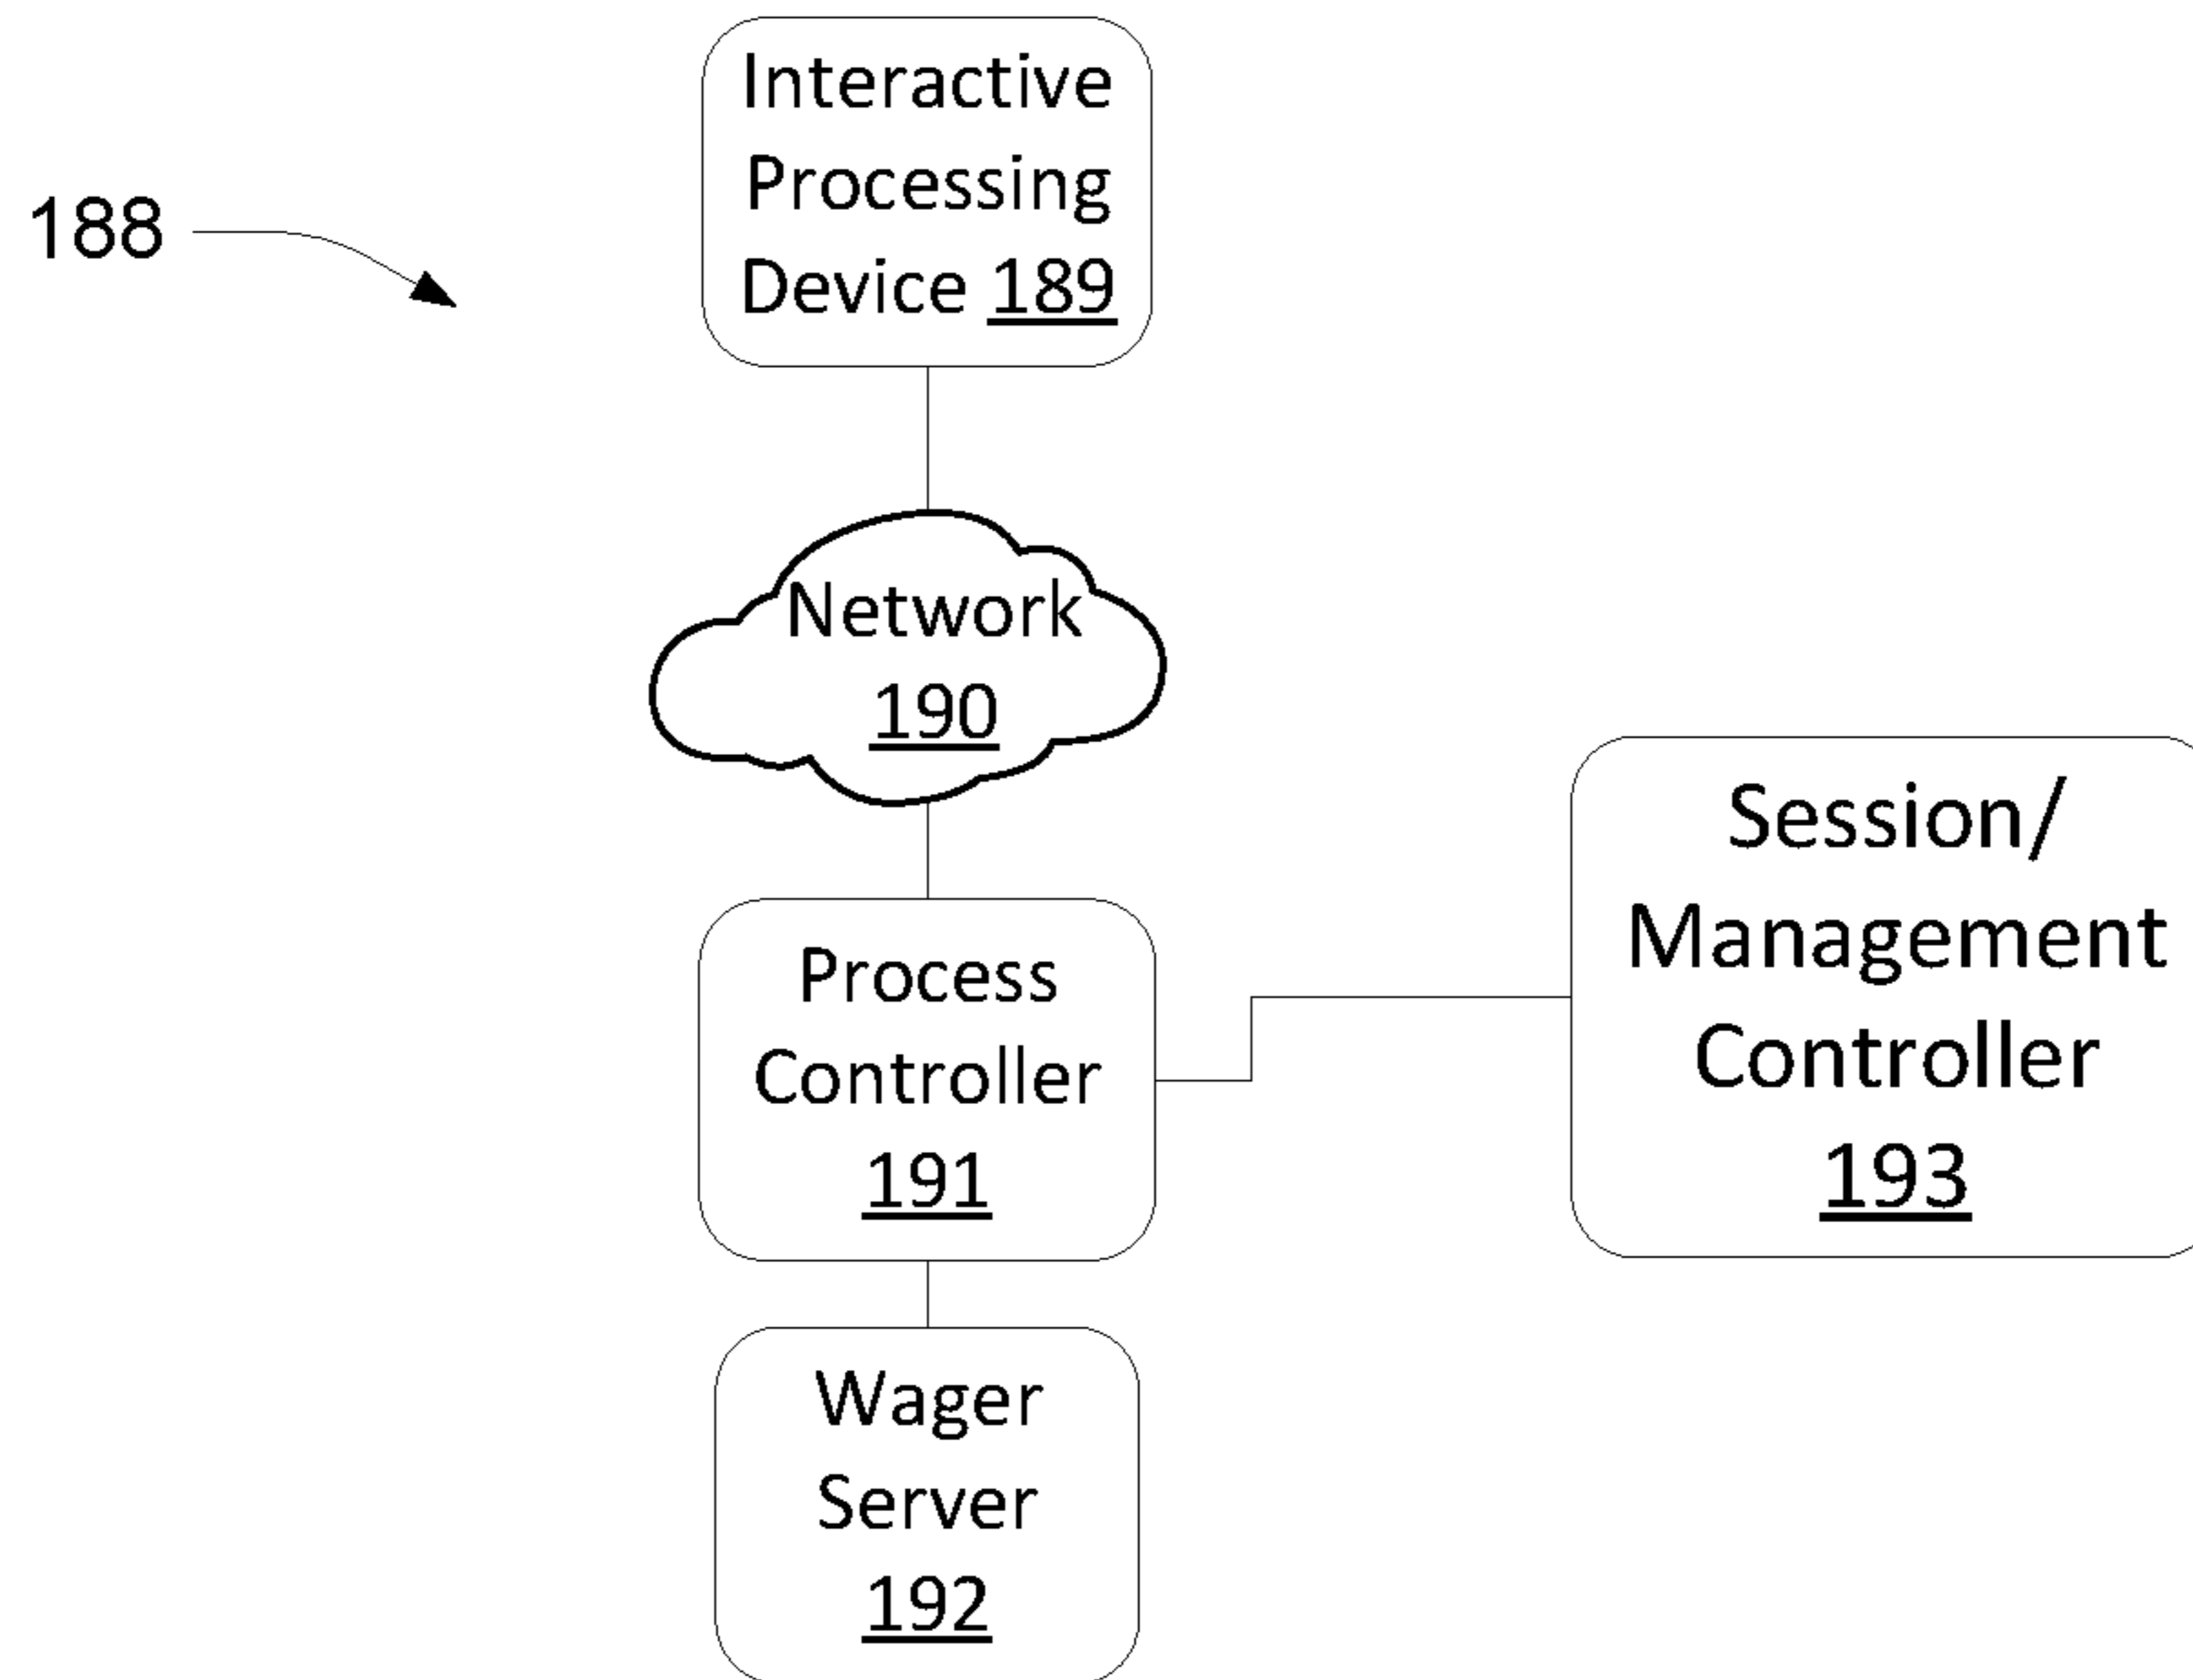 188
Interactive
Processing
Device 189
Network
190
Process
Controller
191
Session/
Management
Controller
193
Wager
Server
192